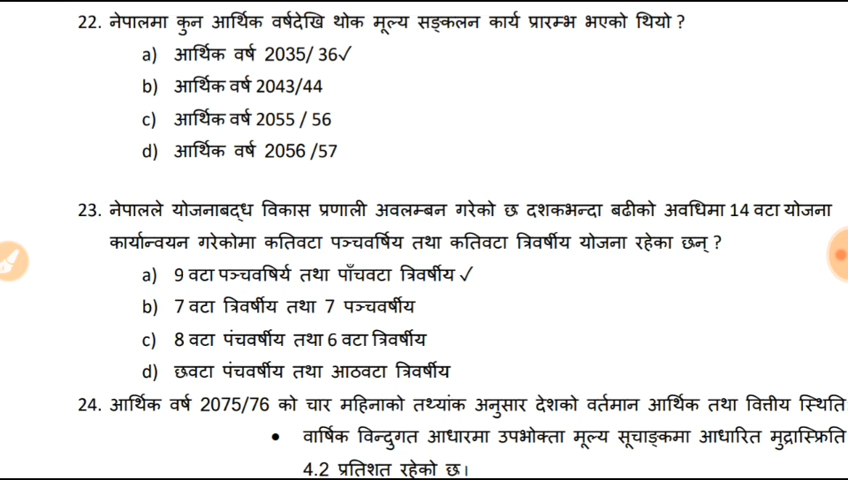 22. नेपालमा कुन आर्थिक वर्षदेखि थोक मूल्य सङ्कलन कार्य प्रारम्भ भएको थियो ?
a) आर्थिक वर्ष 2035/ 36✓
b) आर्थिक वर्ष 2043/44
c) आर्थिक वर्ष 2055 / 56
d) आर्थिक वर्ष 2056 /57
23. नेपालले योजनाबद्ध विकास प्रणाली अवलम्बन गरेको छ दशकभन्दा बढीको अवधिमा 14 वटा योजना
कार्यान्वयन गरेकोमा कतिवटा पञ्चवर्षिय तथा कतिवटा त्रिवर्षीय योजना रहेका छन् ?
a) 9 वटा पञ्चवषिर्य तथा पाँचवटा त्रिवर्षीय ✓
b) 7 वटा त्रिवर्षीय तथा 7 पञ्चवर्षीय
c) 8 वटा पंचवर्षीय तथा 6 वटा त्रिवर्षीय
d) छवटा पंचवर्षीय तथा आठवटा त्रिवर्षीय
24. आर्थिक वर्ष 2075/76 को चार महिनाको तथ्यांक अनुसार देशको वर्तमान आर्थिक तथा वित्तीय स्थिति
• वार्षिक विन्दुगत आधारमा उपभोक्ता मूल्य सूचाङ्कमा आधारित मुद्रास्फ्रिति
4.2 प्रतिशत रहेको छ।